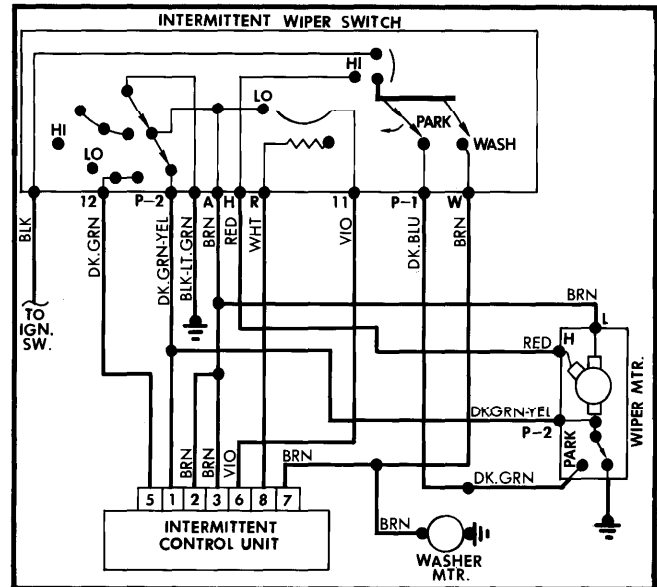 INTERMITTENT WIPER SWITCH
HI
LO
PARK
HI
LO
WASH
12
P-2
A
H
R
11
P-1
W
BLK
DK.GRN
DK.GRN-YEL
BLK-LT.GRN
BRN
RED
WHT
VIO
DK.BLU
BRN
TO
IGN.
SW.
BRN
L
RED
H
WIPER MTR.
DKGRN-YEL
P-2
PARK
BRN
BRN
VIO
BRN
DK.GRN
5
1
2
3
6
8
7
BRN
INTERMITTENT
CONTROL UNIT
WASHER
MTR.